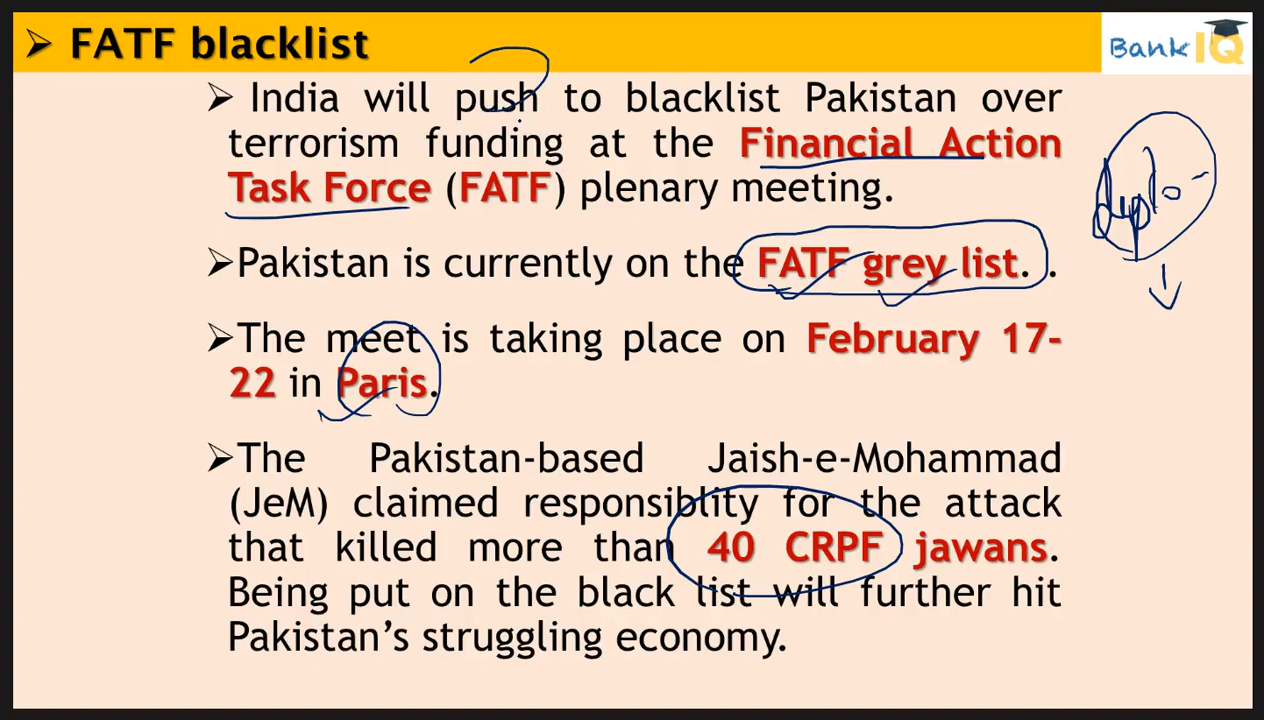 ➢ FATF blacklist
Bank IQ
➢ India will push to blacklist Pakistan over
terrorism funding at the Financial Action
Task Force (FATF) plenary meeting.
➢Pakistan is currently on the FATF grey list. .
➢The meet is taking place on February 17-
22 in Paris.
➢The Pakistan-based Jaish-e-Mohammad
(JeM) claimed responsiblity for the attack
that killed more than 40 CRPF jawans.
Being put on the black list will further hit
Pakistan’s struggling economy.